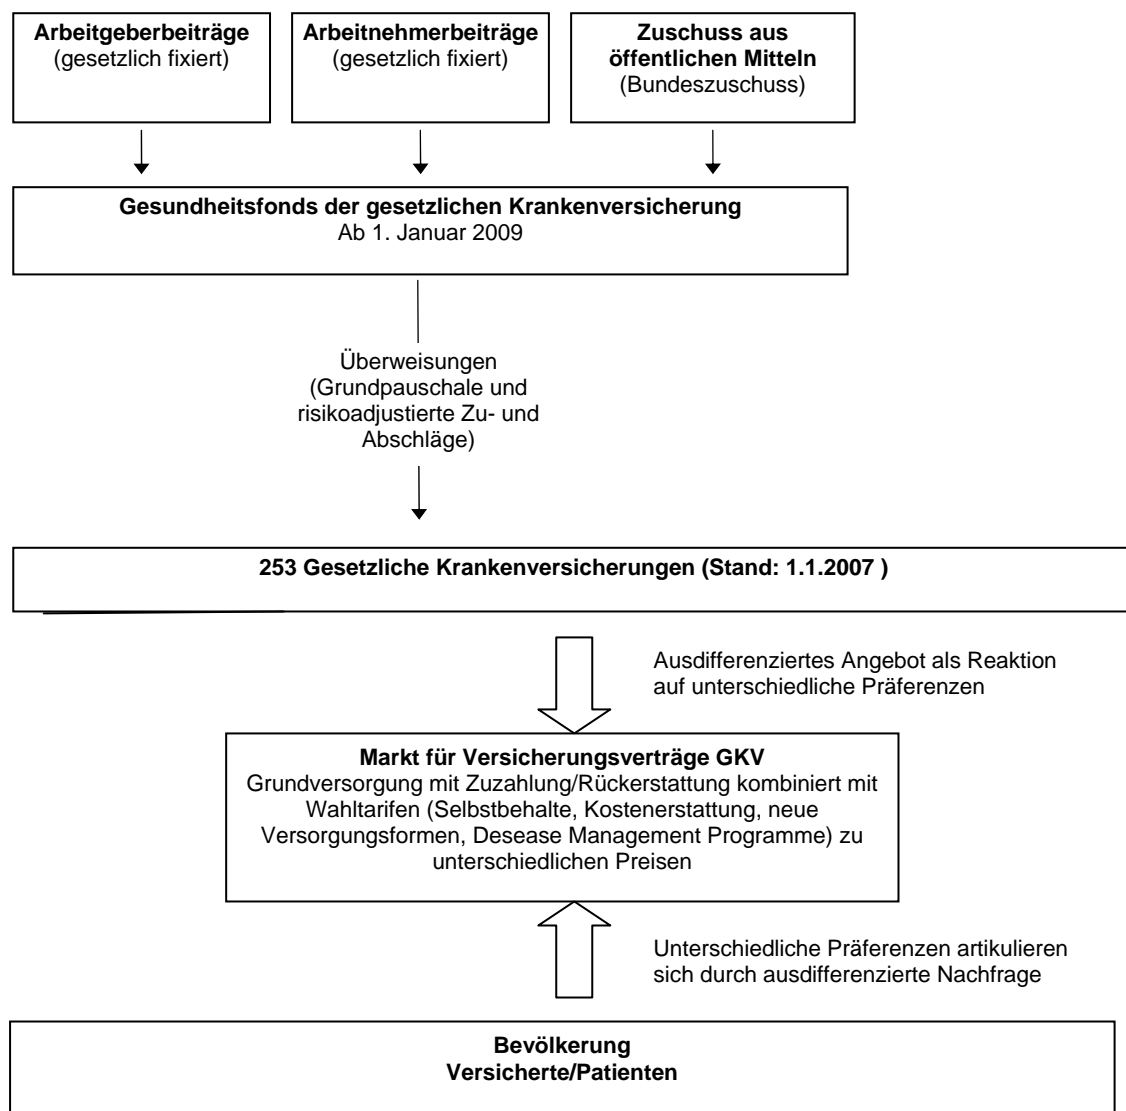 Arbeitgeberbeiträge
(gesetzlich fixiert)
Arbeitnehmerbeiträge
(gesetzlich fixiert)
Zuschuss aus
öffentlichen Mitteln
(Bundeszuschuss)
Gesundheitsfonds der gesetzlichen Krankenversicherung
Ab 1. Januar 2009
Überweisungen
(Grundpauschale und
risikoadjustierte Zu- und
Abschläge)
253 Gesetzliche Krankenversicherungen (Stand: 1.1.2007 )
Ausdifferenziertes Angebot als Reaktion
auf unterschiedliche Präferenzen
Markt für Versicherungsverträge GKV
Grundversorgung mit Zuzahlung/Rückerstattung kombiniert mit
Wahltarifen (Selbstbehalte, Kostenerstattung, neue
Versorgungsformen, Desease Management Programme) zu
unterschiedlichen Preisen
Unterschiedliche Präferenzen artikulieren
sich durch ausdifferenzierte Nachfrage
Bevölkerung
Versicherte/Patienten